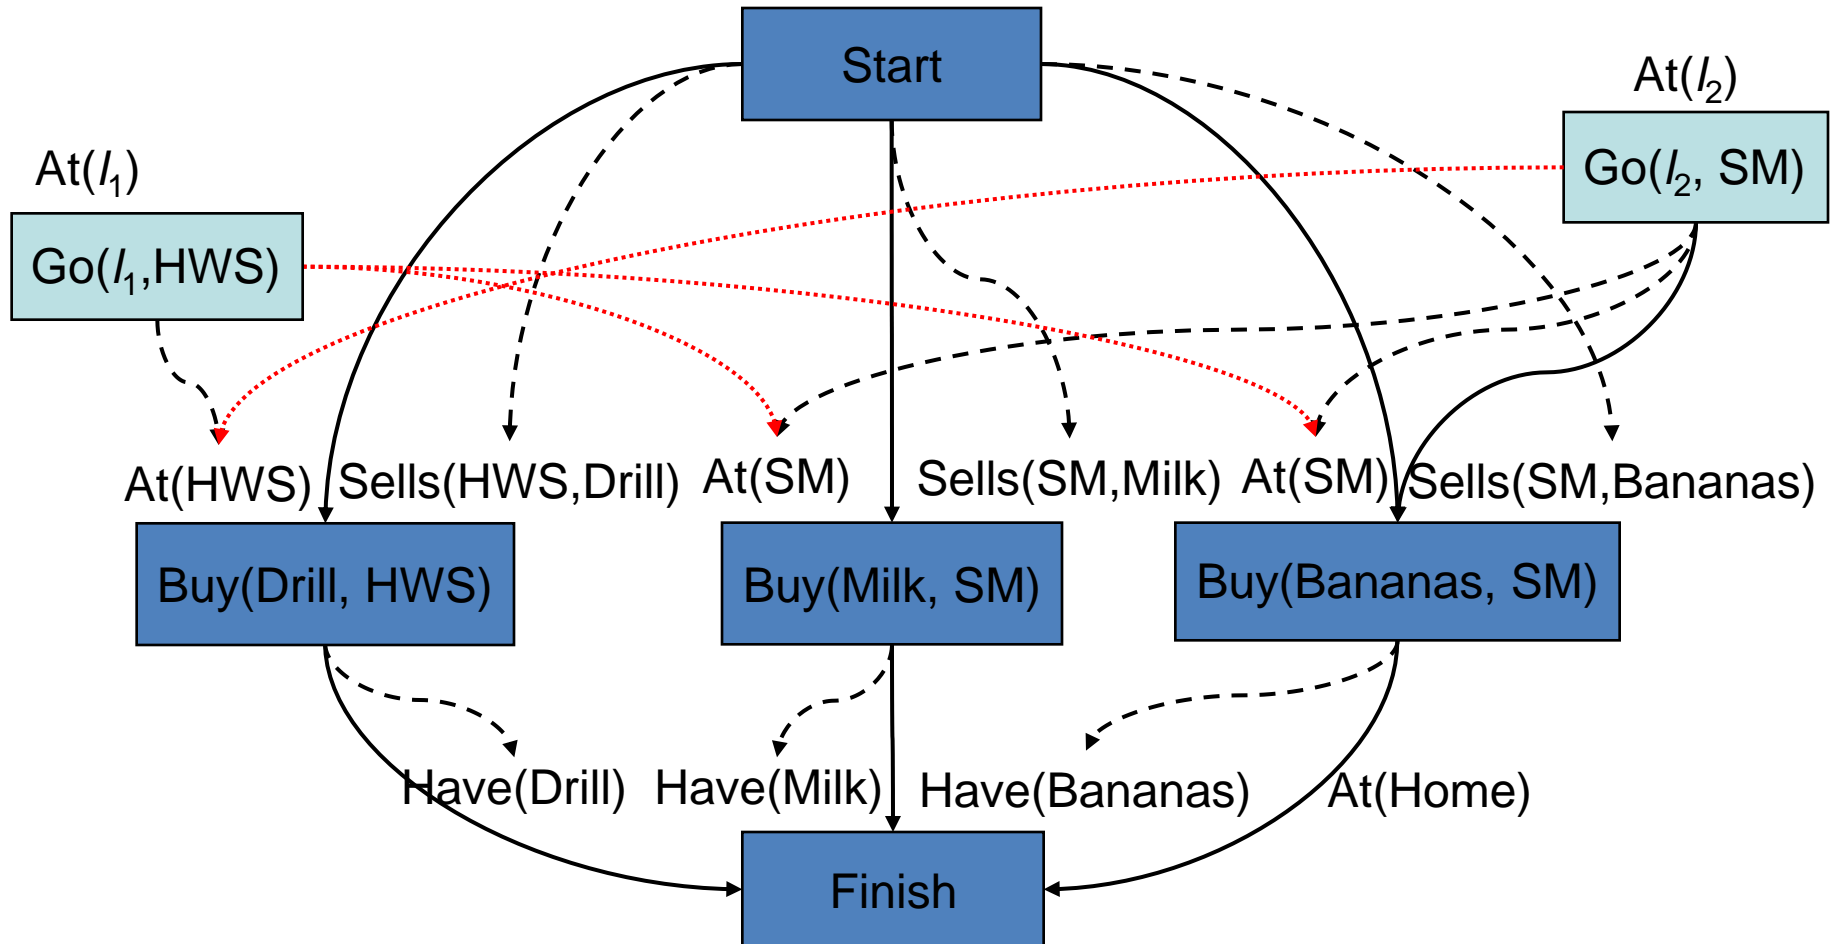 Start
At(l₂)
At(l₁)
Go(l₂, SM)
Go(l₁,HWS)
At(HWS) Sells(HWS,Drill) At(SM) Sells(SM,Milk) At(SM) Sells(SM,Bananas)
Buy(Drill, HWS) Buy(Milk, SM) Buy(Bananas, SM)
Have(Drill) Have(Milk) Have(Bananas) At(Home)
Finish